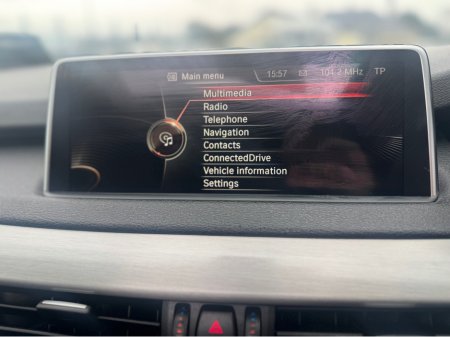 Main menu 15:57 104.2 MHz TP
Multimedia
Radio
Telephone
Navigation
Contacts
ConnectedDrive
Vehicle information
Settings